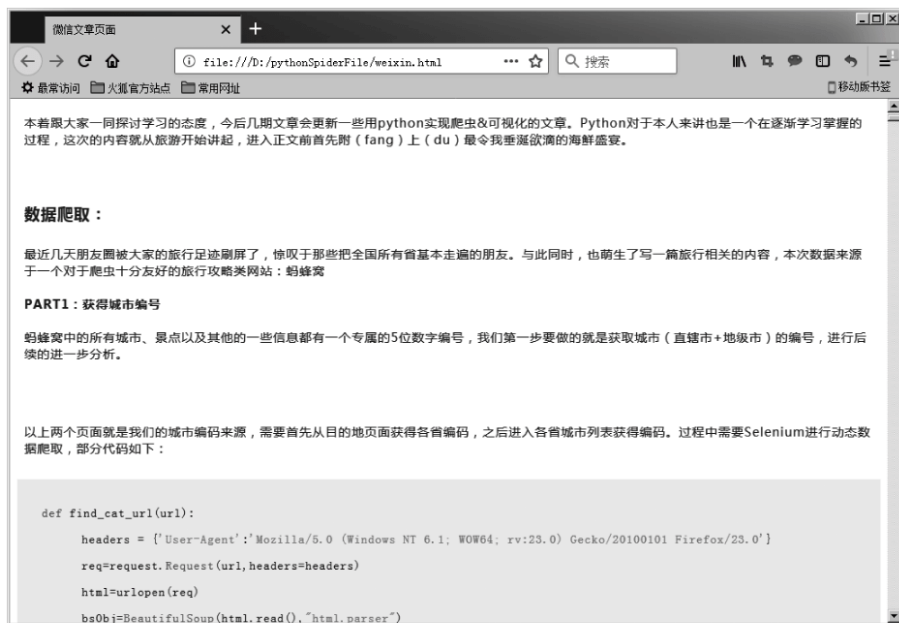 微信文章页面
file:///D:/pythonSpiderFile/weixin.html
搜索
最常访问 火狐官方站点 常用网址 移动版书签
本着跟大家一同探讨学习的态度，今后几期文章会更新一些用python实现爬虫&可视化的文章。Python对于本人来讲也是一个在逐渐学习掌握的
过程，这次的内容就从旅游开始讲起，进入正文前首先附（fang）上（du）最令我垂涎欲滴的海鲜盛宴。
数据爬取：
最近几天朋友圈被大家的旅行足迹刷屏了，惊叹于那些把全国所有省基本走遍的朋友。与此同时，也萌生了写一篇旅行相关的内容，本次数据来源
于一个对于爬虫十分友好的旅行攻略类网站：蚂蜂窝
PART1：获得城市编号
蚂蜂窝中的所有城市、景点以及其他的一些信息都有一个专属的5位数字编号，我们第一步要做的就是获取城市（直辖市+地级市）的编号，进行后
续的进一步分析。
以上两个页面就是我们的城市编码来源，需要首先从目的地页面获得各省编码，之后进入各省城市列表获得编码。过程中需要Selenium进行动态数
据爬取，部分代码如下：
def find_cat_url(url):
headers = {'User-Agent':'Mozilla/5.0 (Windows NT 6.1; WOW64; rv:23.0) Gecko/20100101 Firefox/23.0'}
req=request.Request(url,headers=headers)
html=urlopen(req)
bsObj=BeautifulSoup(html.read(),"html.parser")